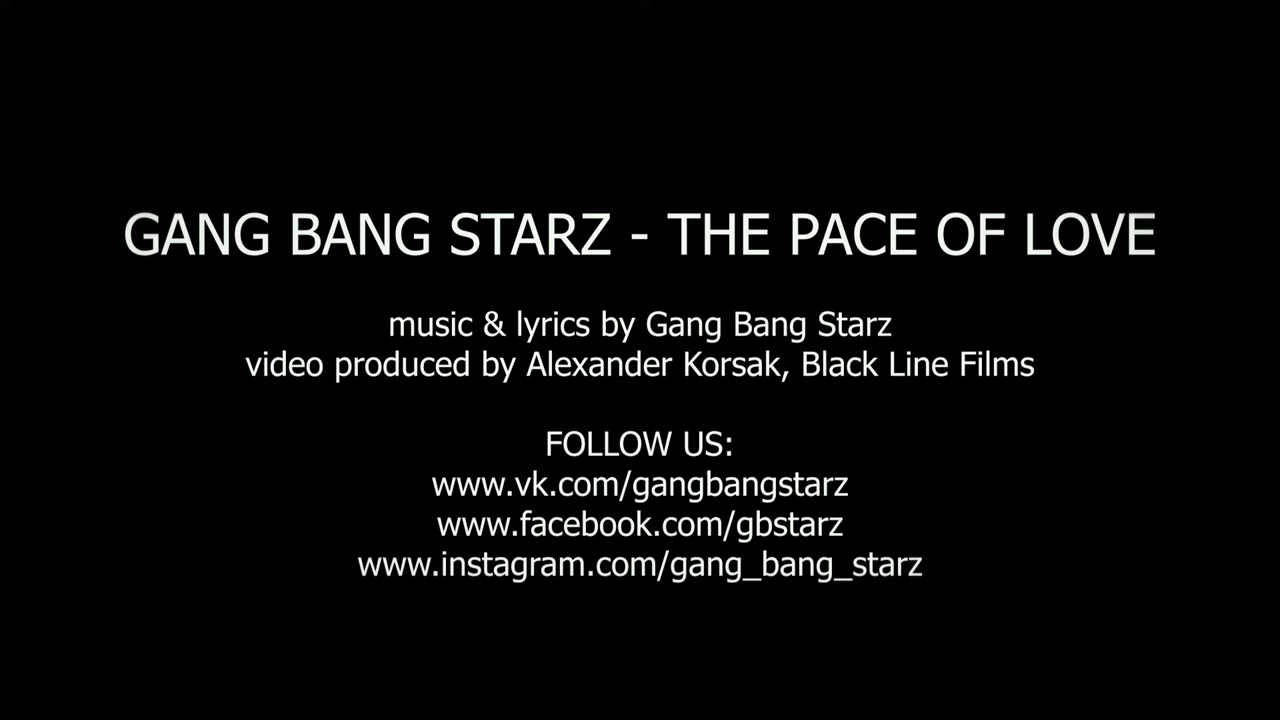 GANG BANG STARZ - THE PACE OF LOVE
music & lyrics by Gang Bang Starz
video produced by Alexander Korsak, Black Line Films
FOLLOW US:
www.vk.com/gangbangstarz
www.facebook.com/gbstarz
www.instagram.com/gang_bang_starz